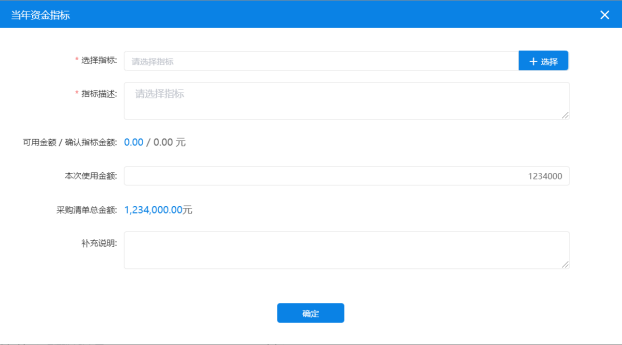 当年资金指标
* 选择指标: 请选择指标 + 选择
* 指标描述: 请选择指标
可用金额 / 确认指标金额: 0.00 / 0.00 元
本次使用金额: 1234000
采购清单总金额: 1,234,000.00元
补充说明:
确定